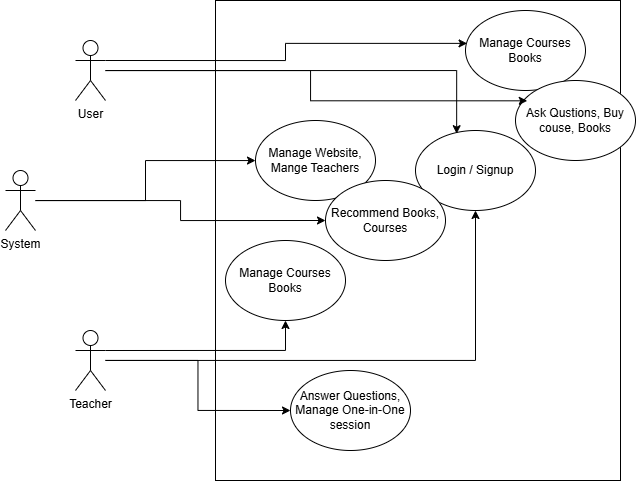 Manage Courses
Books
Ask Qustions, Buy
couse, Books
User
Manage Website,
Mange Teachers
Login / Signup
Recommend Books,
Courses
System
Manage Courses
Books
Teacher
Answer Questions,
Manage One-in-One
session